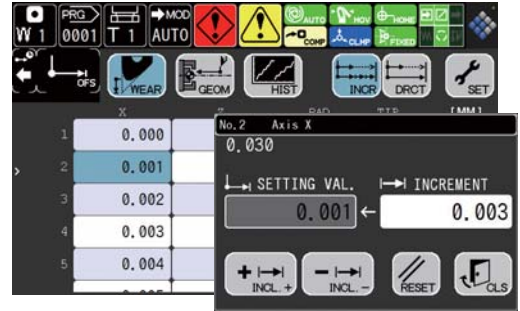 W 1 PRG 0001 T 1 MOD AUTO AUTO HOV HOME
COMP CLMP FIXED
OFS WEAR GEOM HIST INCR DRCT SET
X RAD TIP [MM]
1 0.000
2 0.001
3 0.002
4 0.003
5 0.004
No.2 Axis X
0.030
SETTING VAL. INCREMENT
0.001 ← 0.003
+ INCL.+ - INCL.- RESET CLS